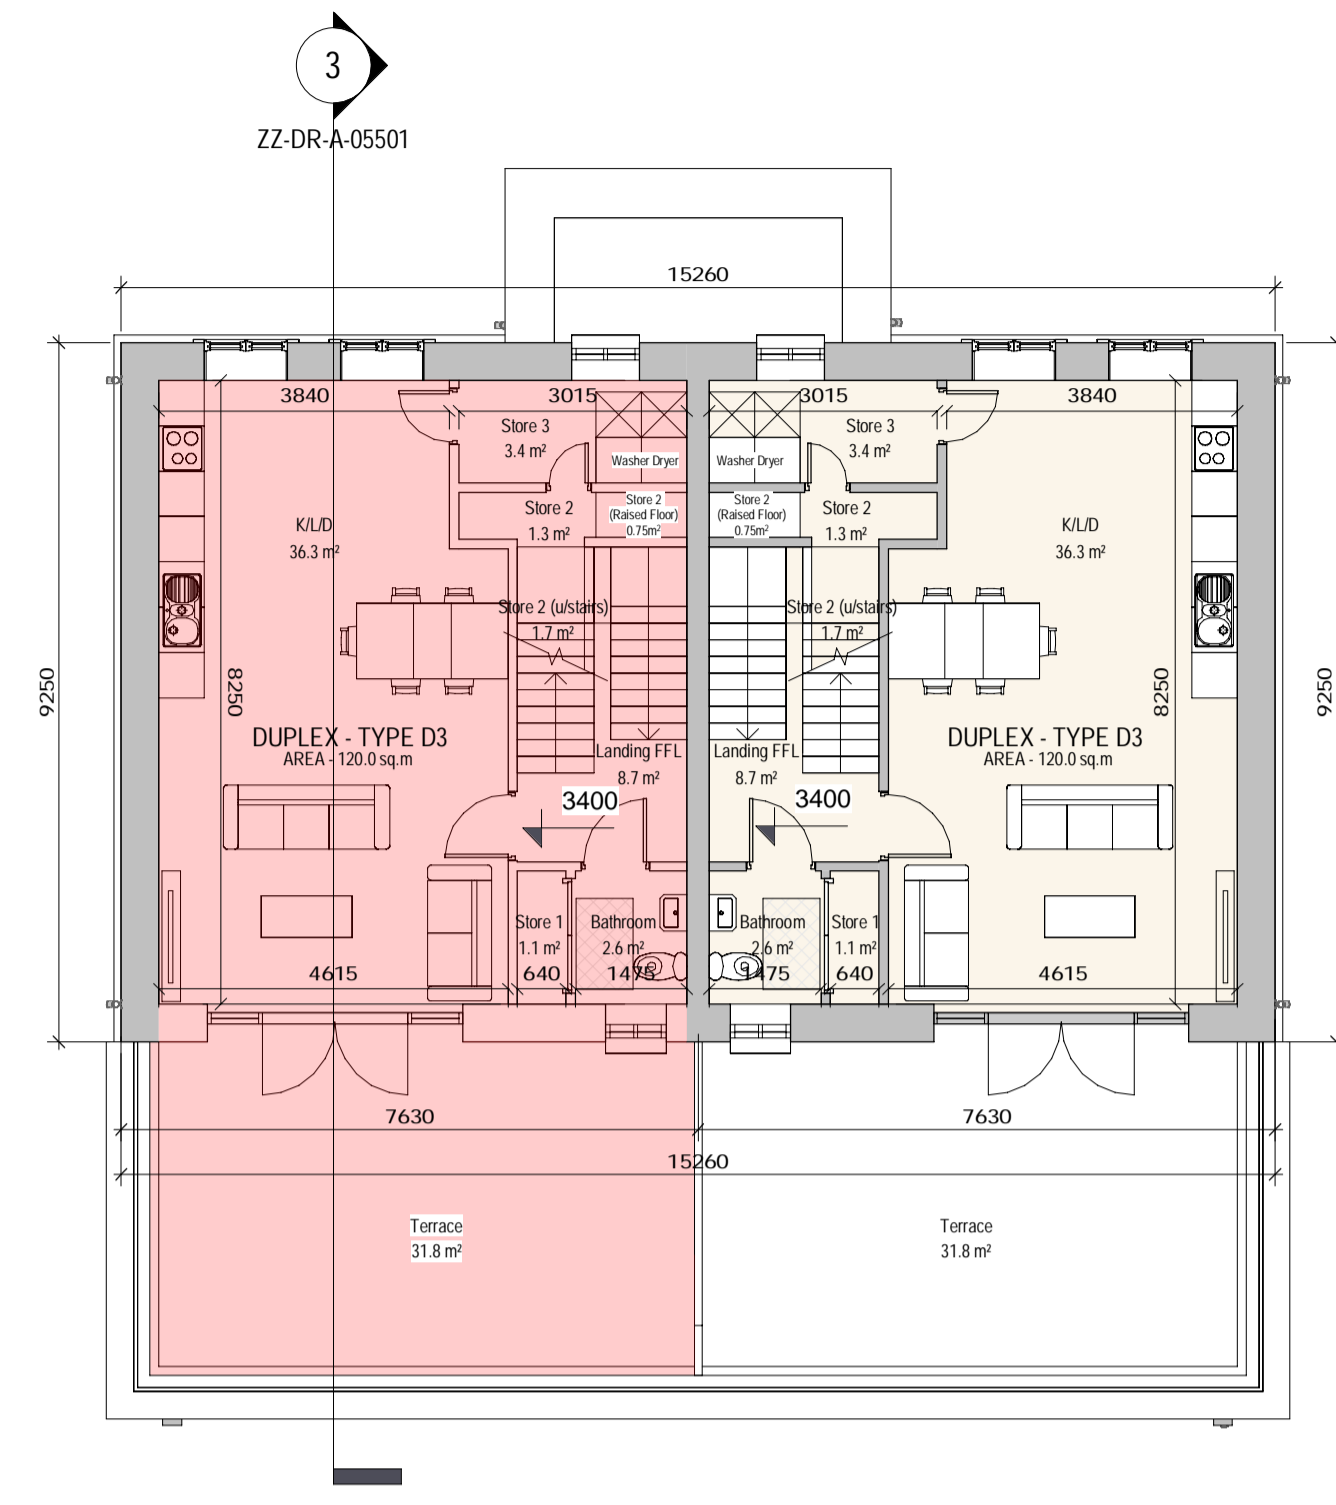 3
ZZ-DR-A-05501
15260
3840
3015
3015
3840
Store 3
3.4 m²
Washer Dryer
Washer Dryer
Store 3
3.4 m²
Store 2
1.3 m²
Store 2
(Raised Floor)
0.75m²
Store 2
(Raised Floor)
0.75m²
Store 2
1.3 m²
K/L/D
36.3 m²
K/L/D
36.3 m²
Store 2 (u/stairs)
1.7 m²
Store 2 (u/stairs)
1.7 m²
9250
8250
8250
9250
DUPLEX - TYPE D3
AREA - 120.0 sq.m
DUPLEX - TYPE D3
AREA - 120.0 sq.m
Landing FFL
8.7 m²
Landing FFL
8.7 m²
3400
3400
Store 1
1.1 m²
Bathroom
2.6 m²
Bathroom
2.6 m²
Store 1
1.1 m²
4615
640
1475
1475
640
4615
7630
7630
15260
Terrace
31.8 m²
Terrace
31.8 m²